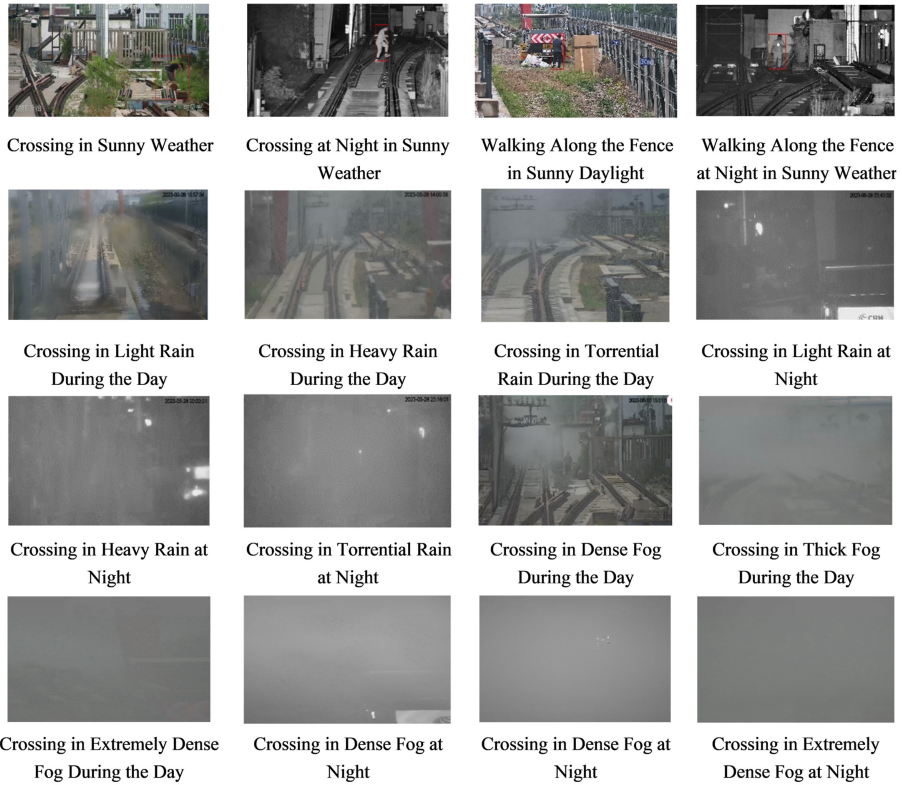 Crossing in Sunny Weather
Crossing at Night in Sunny
Weather
Walking Along the Fence
in Sunny Daylight
Walking Along the Fence
at Night in Sunny Weather
Crossing in Light Rain
During the Day
Crossing in Heavy Rain
During the Day
Crossing in Torrential
Rain During the Day
Crossing in Light Rain at
Night
Crossing in Heavy Rain at
Night
Crossing in Torrential Rain
at Night
Crossing in Dense Fog
During the Day
Crossing in Thick Fog
During the Day
Crossing in Extremely Dense
Fog During the Day
Crossing in Dense Fog at
Night
Crossing in Dense Fog at
Night
Crossing in Extremely
Dense Fog at Night